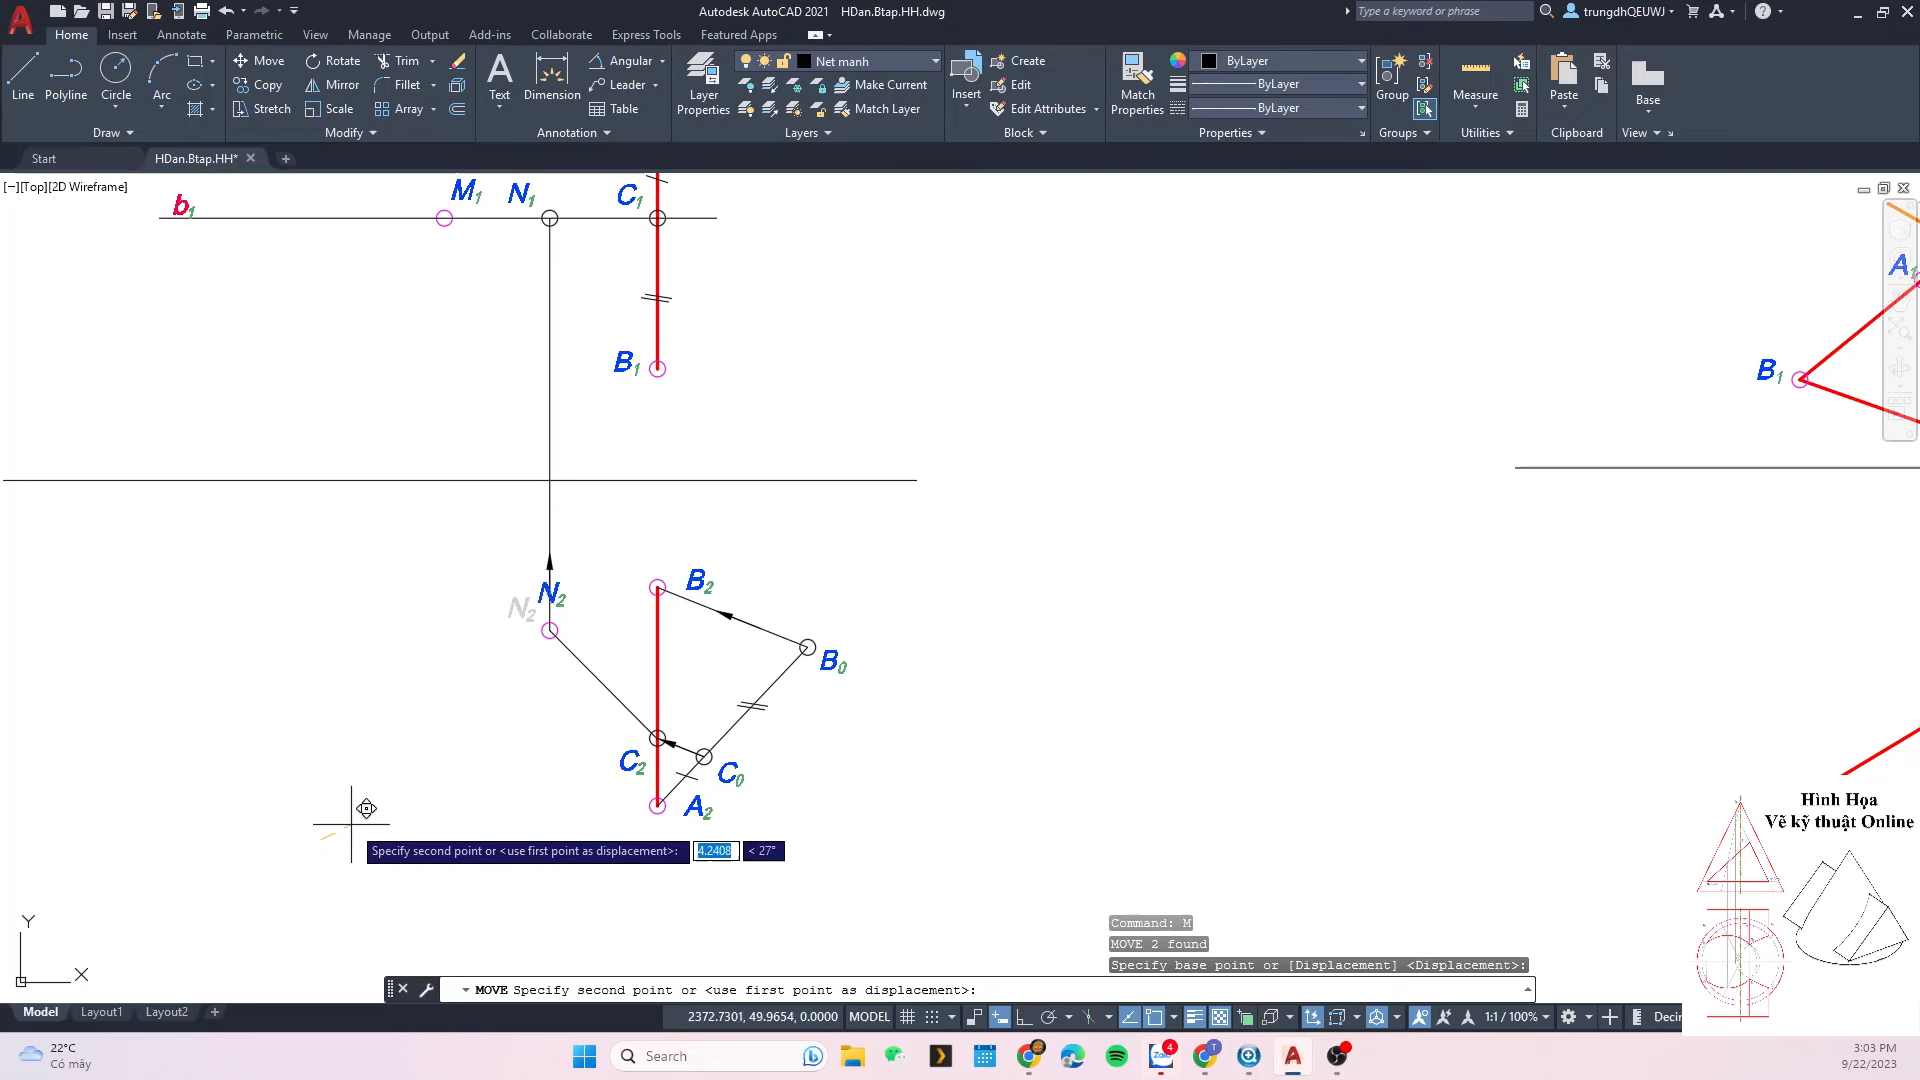 Autodesk AutoCAD 2021 HDan.Btap.HH.dwg
Type a keyword or phrase
trungdhQEUWJ
Home Insert Annotate Parametric View Manage Output Add-ins Collaborate Express Tools Featured Apps
Line Polyline Circle Arc
Move Rotate Trim
Copy Mirror Fillet
Stretch Scale Array
Text Dimension
Angular
Leader
Table
Layer Properties
Net manh
Make Current
Match Layer
Insert
Create
Edit
Edit Attributes
Match Properties
ByLayer
ByLayer
ByLayer
Group
Measure
Paste
Base
Draw Modify Annotation Layers Block Properties Groups Utilities Clipboard View
Start HDan.Btap.HH*
[−][Top][2D Wireframe]
b1 M1 N1 C1
A1
B1
B1
N2 N2 B2
B0
C2 C0
A2
Specify second point or <use first point as displacement>: 4.2408 < 27°
Hình Họa
Vẽ kỹ thuật Online
Y
X
Command: M
MOVE 2 found
Specify base point or [Displacement] <Displacement>:
MOVE Specify second point or <use first point as displacement>:
Model Layout1 Layout2
2372.7301, 49.9654, 0.0000 MODEL 1:1 / 100% Decir
22°C
Có mây
Search
Zalo 4
T
3:03 PM
9/22/2023